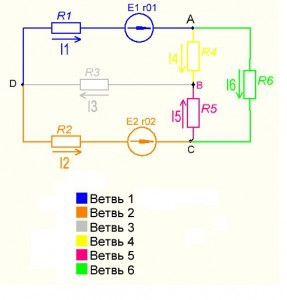 R1
E1 r01
A
I1
R4
I4
R6
I6
D
R3
B
I3
I5
R5
R2
E2 r02
C
I2
Ветвь 1
Ветвь 2
Ветвь 3
Ветвь 4
Ветвь 5
Ветвь 6